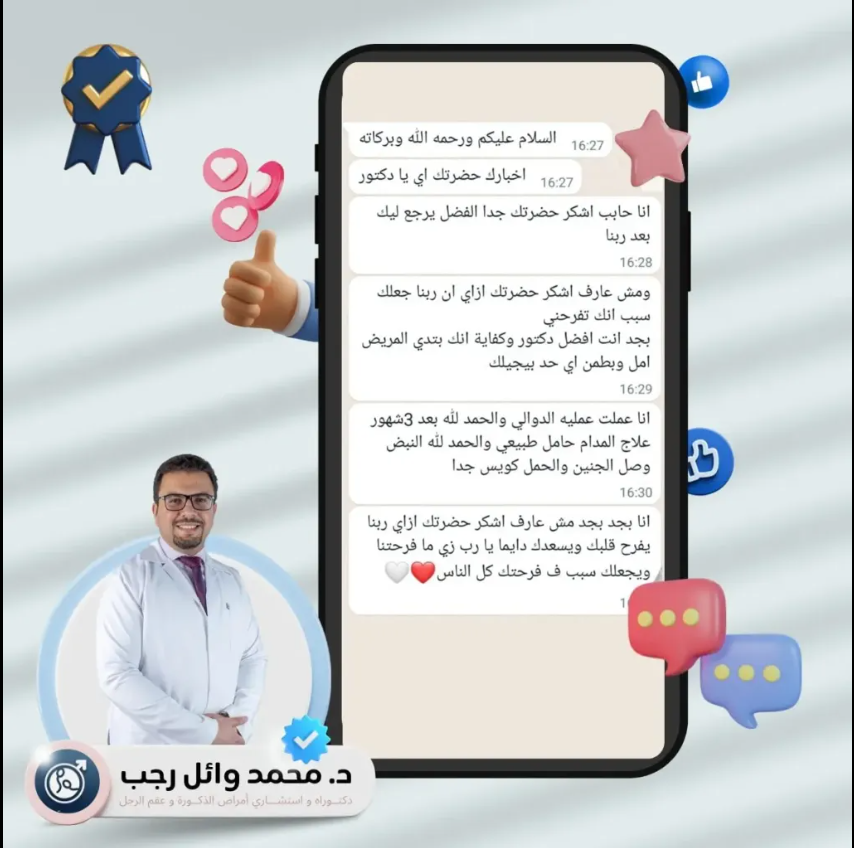 السلام عليكم ورحمه الله وبركاته
16:27
اخبارك حضرتك اي يا دكتور
16:27
انا حابب اشكر حضرتك جدا الفضل يرجع ليك
بعد ربنا
16:28
ومش عارف اشكر حضرتك ازاي ان ربنا جعلك
سبب انك تفرحني
بجد انت افضل دكتور وكفاية انك بتدي المريض
امل وبطمن اي حد بيجيلك
16:29
انا عملت عمليه الدوالي والحمد لله بعد 3شهور
علاج المدام حامل طبيعي والحمد لله النبض
وصل الجنين والحمل كويس جدا
16:30
انا بجد بجد مش عارف اشكر حضرتك ازاي ربنا
يفرح قلبك ويسعدك دايما يا رب زي ما فرحتنا
ويجعلك سبب ف فرحتك كل الناس❤️🤍
د. محمد وائل رجب
دكتوراه و استشاري أمراض الذكورة و عقم الرجل